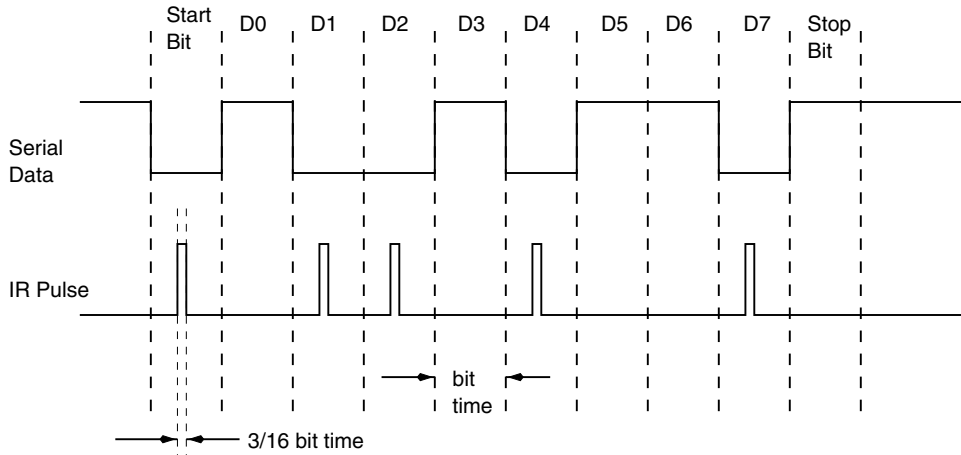 Start
Bit
D0
D1
D2
D3
D4
D5
D6
D7
Stop
Bit
Serial
Data
IR Pulse
bit
time
3/16 bit time